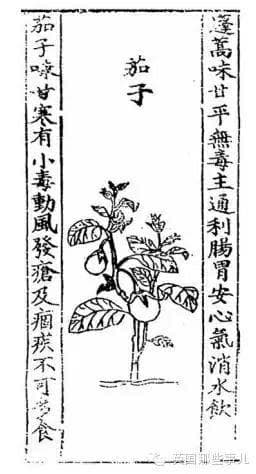 蓬蒿味甘平無毒主通利腸胃安心氣消水飲
茄子
茄子味甘寒有小毒動風發瘡及痼疾不可多食
英国那些事儿